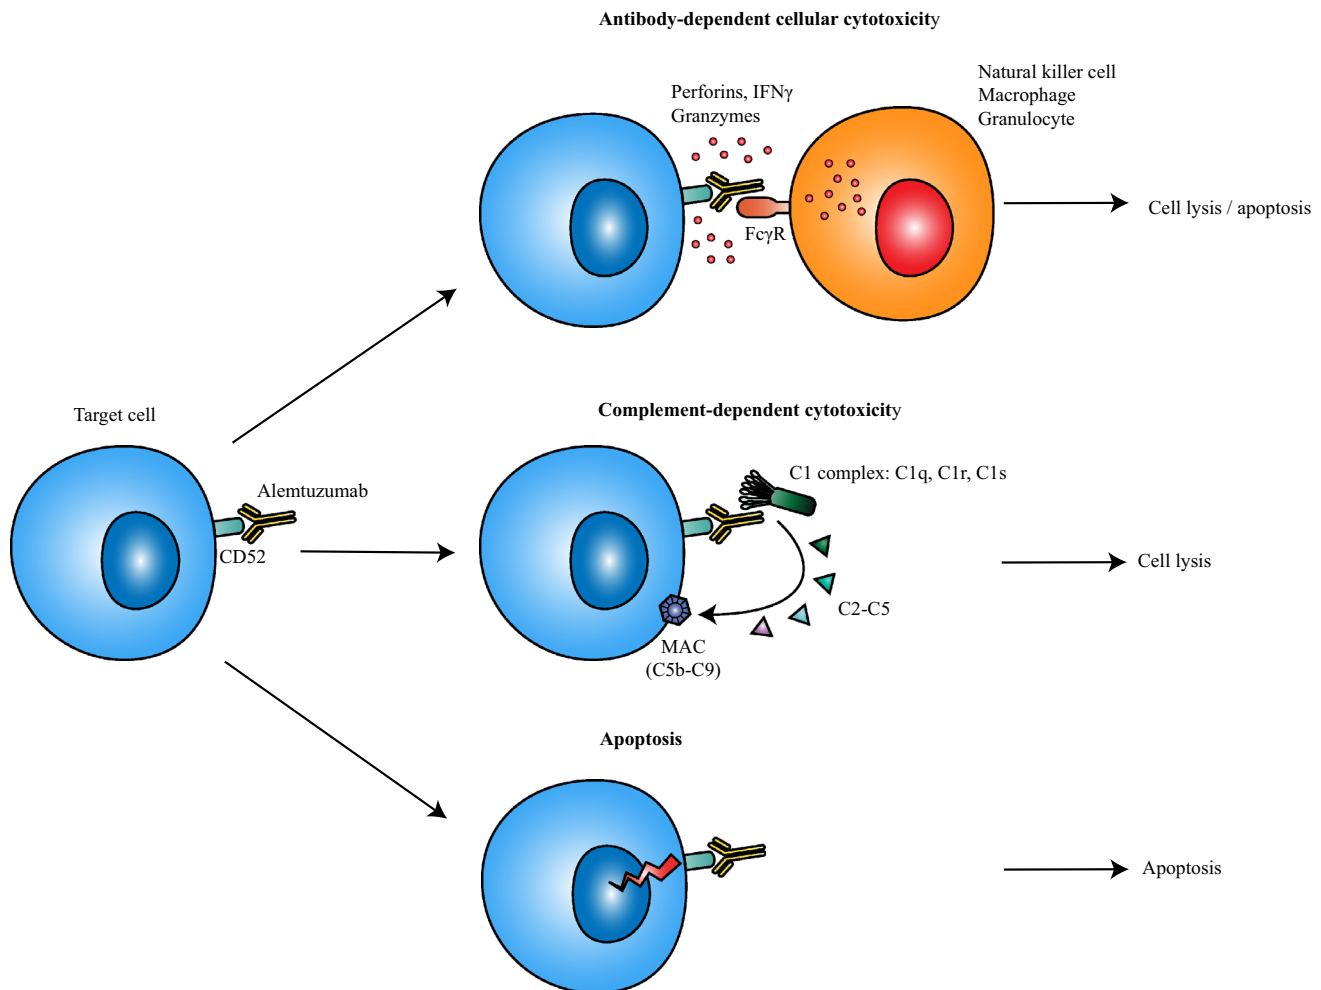 Antibody-dependent cellular cytotoxicity
Perforins, IFNγ
Granzymes
Natural killer cell
Macrophage
Granulocyte
FcγR
Cell lysis / apoptosis
Target cell
Alemtuzumab
CD52
Complement-dependent cytotoxicity
C1 complex: C1q, C1r, C1s
C2-C5
MAC
(C5b-C9)
Cell lysis
Apoptosis
Apoptosis